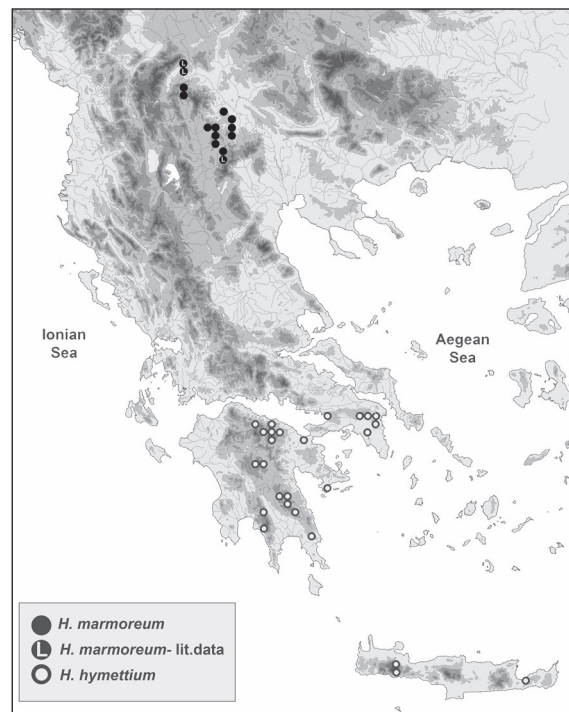 Ionian
Sea
Aegean
Sea
L
L
L
H. marmoreum
L H. marmoreum- lit.data
H. hymettium